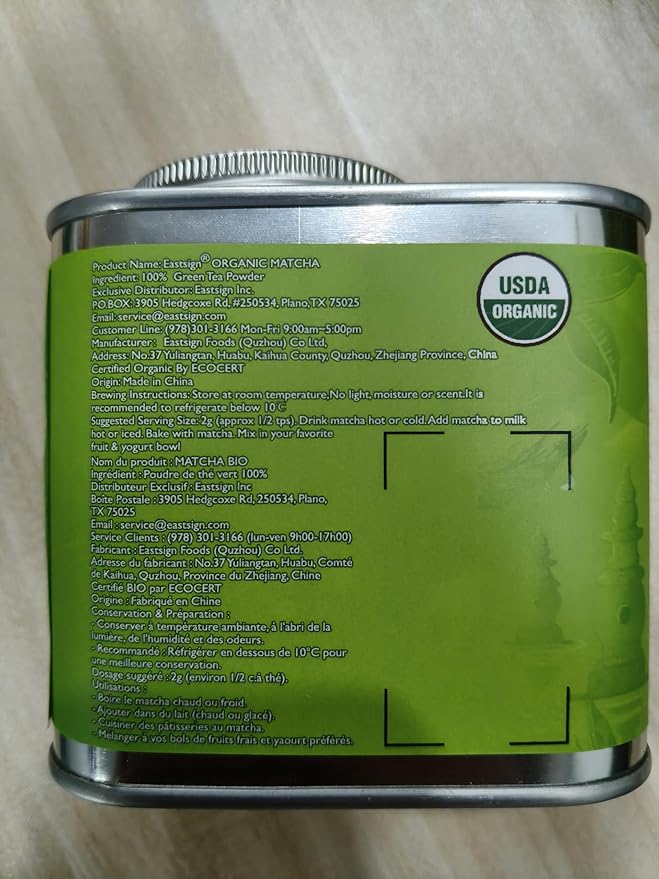 Product Name: Eastsign® ORGANIC MATCHA
Ingredient: 100% Green Tea Powder
Exclusive Distributor: Eastsign Inc.
P.O.BOX: 3905 Hedgcoxe Rd, #250534, Plano,TX 75025
Email: service@eastsign.com
Customer Line: (978)301-3166 Mon-Fri 9:00am~5:00pm
Manufacturer: Eastsign Foods (Quzhou) Co Ltd,
Address: No.37 Yuliangtan, Huabu, Kaihua County, Quzhou, Zhejiang Province, China
Certified Organic By ECOCERT
Origin: Made in China
Brewing Instructions: Store at room temperature,No light, moisture or scent.It is
recommended to refrigerate below 10 C
Suggested Serving Size: 2g (approx 1/2 tps). Drink matcha hot or cold. Add matcha to milk
hot or iced. Bake with matcha. Mix in your favorite
fruit & yogurt bowl
Nom du produit : MATCHA BIO
Ingrédient : Poudre de thé vert 100%
Distributeur Exclusif : Eastsign Inc
Boîte Postale : 3905 Hedgcoxe Rd, 250534, Plano,
TX 75025
Email : service@eastsign.com
Service Clients : (978) 301-3166 (lun-ven 9h00-17h00)
Fabricant : Eastsign Foods (Quzhou) Co Ltd.
Adresse du fabricant : No.37 Yuliangtan, Huabu, Comté
de Kaihua, Quzhou, Province du Zhejiang, Chine
Certifié BIO par ECOCERT
Origine : Fabriqué en Chine
Conservation & Préparation :
- Conserver à température ambiante, à l'abri de la
lumière, de l'humidité et des odeurs.
- Recommandé : Réfrigérer en dessous de 10°C pour
une meilleure conservation.
Dosage suggéré : 2g (environ 1/2 c.à thé).
Utilisations :
- Boire le matcha chaud ou froid.
- Ajouter dans du lait (chaud ou glacé).
- Cuisiner des pâtisseries au matcha.
- Mélanger à vos bols de fruits frais et yaourt préférés.
USDA
ORGANIC